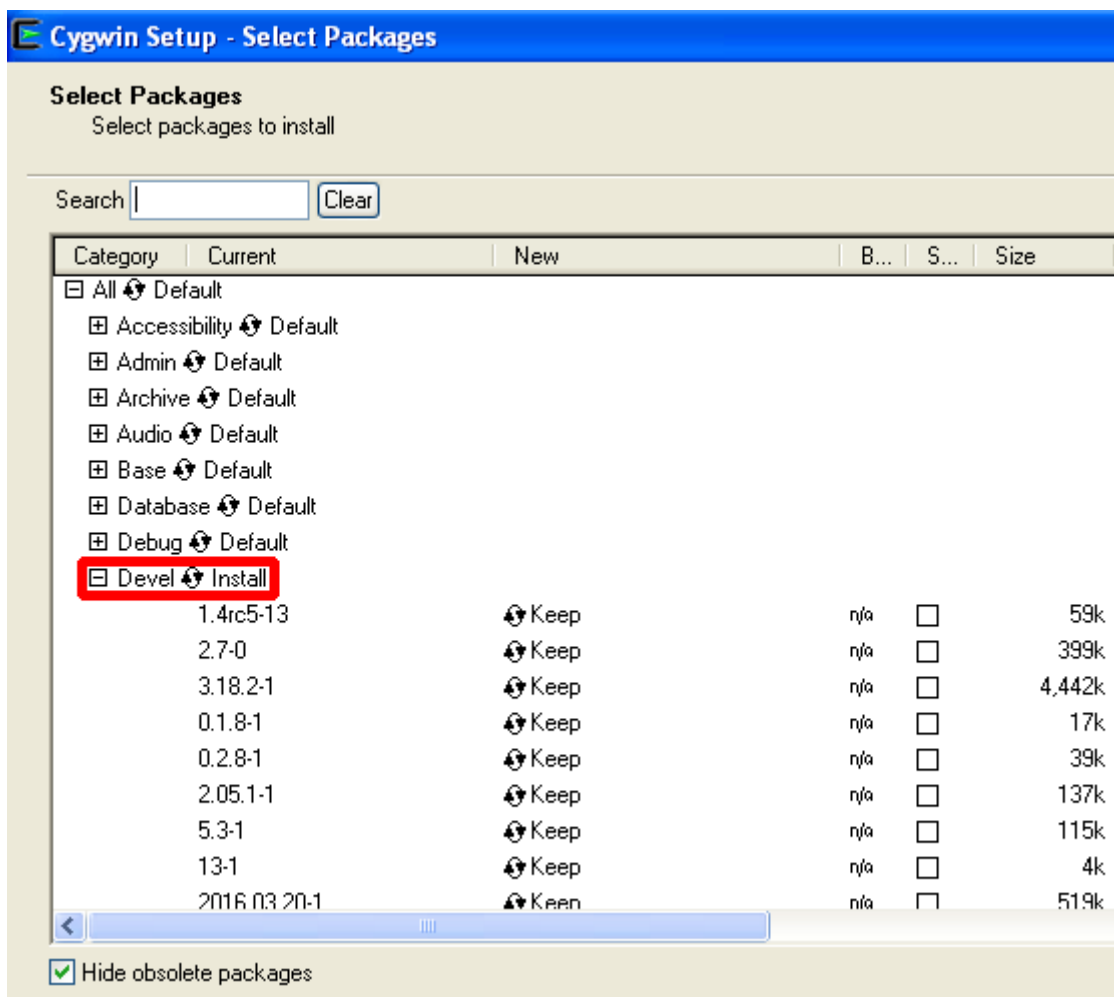 Cygwin Setup - Select Packages
Select Packages
Select packages to install
Search Clear
Category Current New B... S... Size
All Default
Accessibility Default
Admin Default
Archive Default
Audio Default
Base Default
Database Default
Debug Default
Devel Install
1.4rc5-13 Keep n/a 59k
2.7-0 Keep n/a 399k
3.18.2-1 Keep n/a 4,442k
0.1.8-1 Keep n/a 17k
0.2.8-1 Keep n/a 39k
2.05.1-1 Keep n/a 137k
5.3-1 Keep n/a 115k
13-1 Keep n/a 4k
2016.03.20-1 Keep n/a 519k
Hide obsolete packages